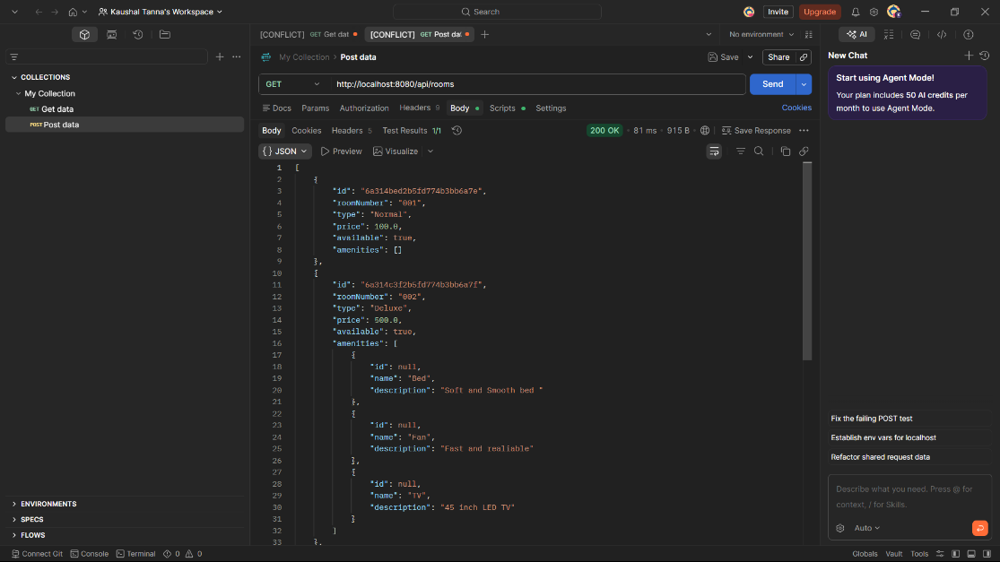 Kaushal Tanna's Workspace
Search
Invite
Upgrade
[CONFLICT] GET Get dat
[CONFLICT] GET Post dat
No environment
AI
My Collection > Post data
Save
Share
New Chat
COLLECTIONS
My Collection
GET Get data
POST Post data
GET
http://localhost:8080/api/rooms
Send
Docs Params Authorization Headers 9 Body Scripts Settings
Cookies
Body Cookies Headers 5 Test Results 1/1
200 OK • 81 ms • 915 B
Save Response
{} JSON
Preview
Visualize
1 [
2 {
3 "id": "6a314bed2b5fd774b3bb6a7e",
4 "roomNumber": "001",
5 "type": "Normal",
6 "price": 100.0,
7 "available": true,
8 "amenities": []
9 },
10 {
11 "id": "6a314c3f2b5fd774b3bb6a7f",
12 "roomNumber": "002",
13 "type": "Deluxe",
14 "price": 500.0,
15 "available": true,
16 "amenities": [
17 {
18 "id": null,
19 "name": "Bed",
20 "description": "Soft and Smooth bed "
21 },
22 {
23 "id": null,
24 "name": "Fan",
25 "description": "Fast and realiable"
26 },
27 {
28 "id": null,
29 "name": "TV",
30 "description": "45 inch LED TV"
31 }
32 ]
33 },
Start using Agent Mode!
Your plan includes 50 AI credits per
month to use Agent Mode.
Fix the failing POST test
Establish env vars for localhost
Refactor shared request data
Describe what you need. Press @ for
context, / for Skills.
Auto
ENVIRONMENTS
SPECS
FLOWS
Connect Git
Console
Terminal
0
0
Globals
Vault
Tools